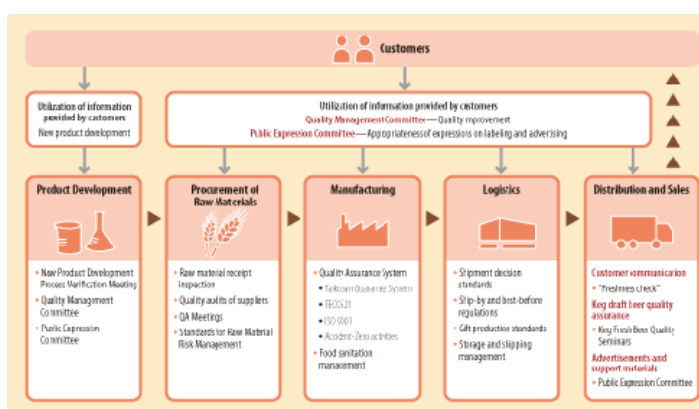 Customers
Utilization of information
provided by customers
New product development
Utilization of information provided by customers
Quality Management Committee—Quality improvement
Public Expression Committee—Appropriateness of expressions on labeling and advertising
Product Development
Procurement of
Raw Materials
Manufacturing
Logistics
Distribution and Sales
• New Product Development
Process Verification Meeting
• Quality Management
Committee
• Public Expression
Committee
• Raw material receipt
inspection
• Quality audits of suppliers
• QA Meetings
• Standards for Raw Material
Risk Management
• Quality Assurance System
• Quarantee System
• ISO 9001
• Accident-Zero activities
• Food sanitation
management
• Shipment decision
standards
• Ship-by and best-before
regulations
• Gift production standards
• Storage and shipping
management
Customer communication
• "Freshness check"
Keg draft beer quality
assurance
• Keg Fresh Beer Quality
Seminars
Advertisements and
support materials
• Public Expression Committee